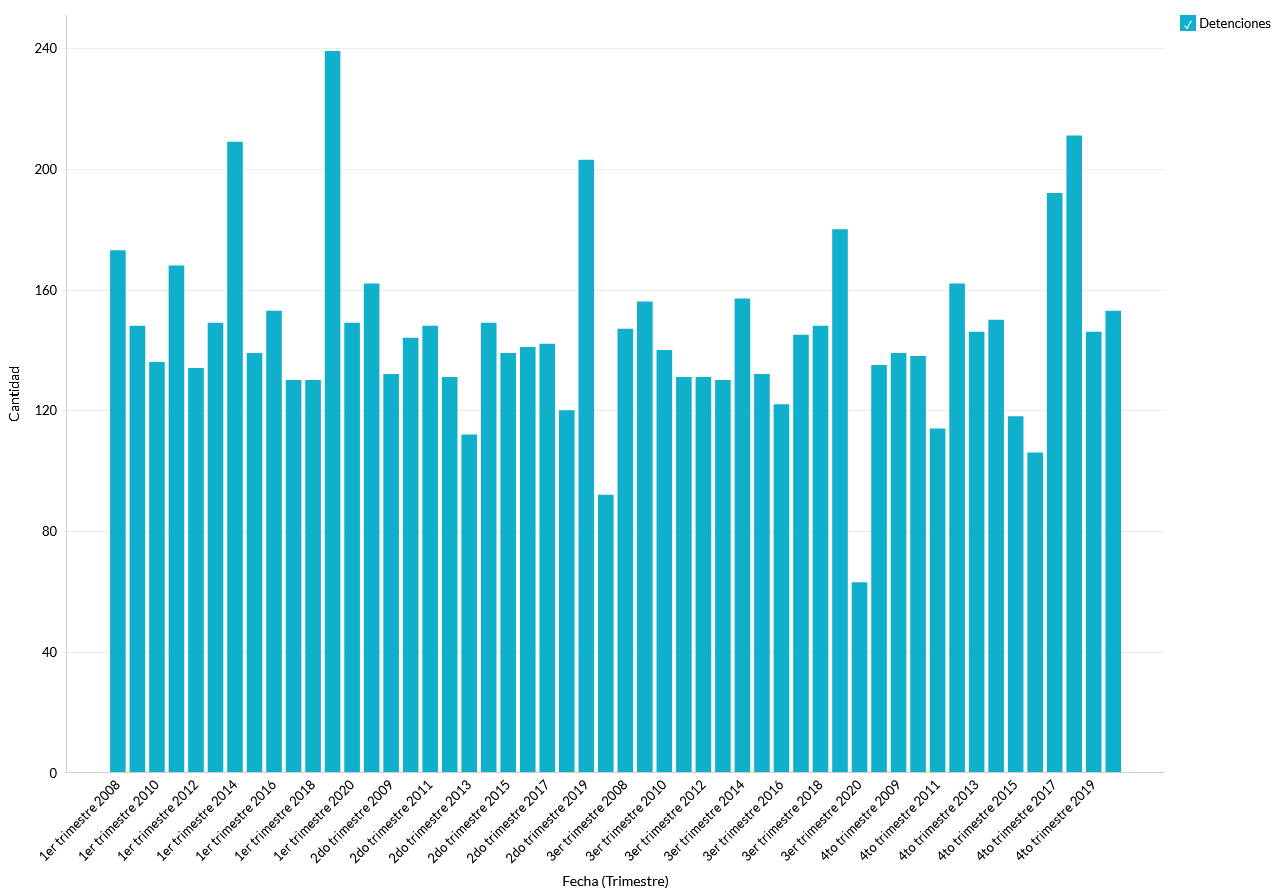 Detenciones
240
200
160
120
80
40
0
Cantidad
1er trimestre 2008
1er trimestre 2010
1er trimestre 2012
1er trimestre 2014
1er trimestre 2016
1er trimestre 2018
1er trimestre 2020
2do trimestre 2009
2do trimestre 2011
2do trimestre 2013
2do trimestre 2015
2do trimestre 2017
2do trimestre 2019
3er trimestre 2008
3er trimestre 2010
3er trimestre 2012
3er trimestre 2014
3er trimestre 2016
3er trimestre 2018
3er trimestre 2020
4to trimestre 2009
4to trimestre 2011
4to trimestre 2013
4to trimestre 2015
4to trimestre 2017
4to trimestre 2019
Fecha (Trimestre)